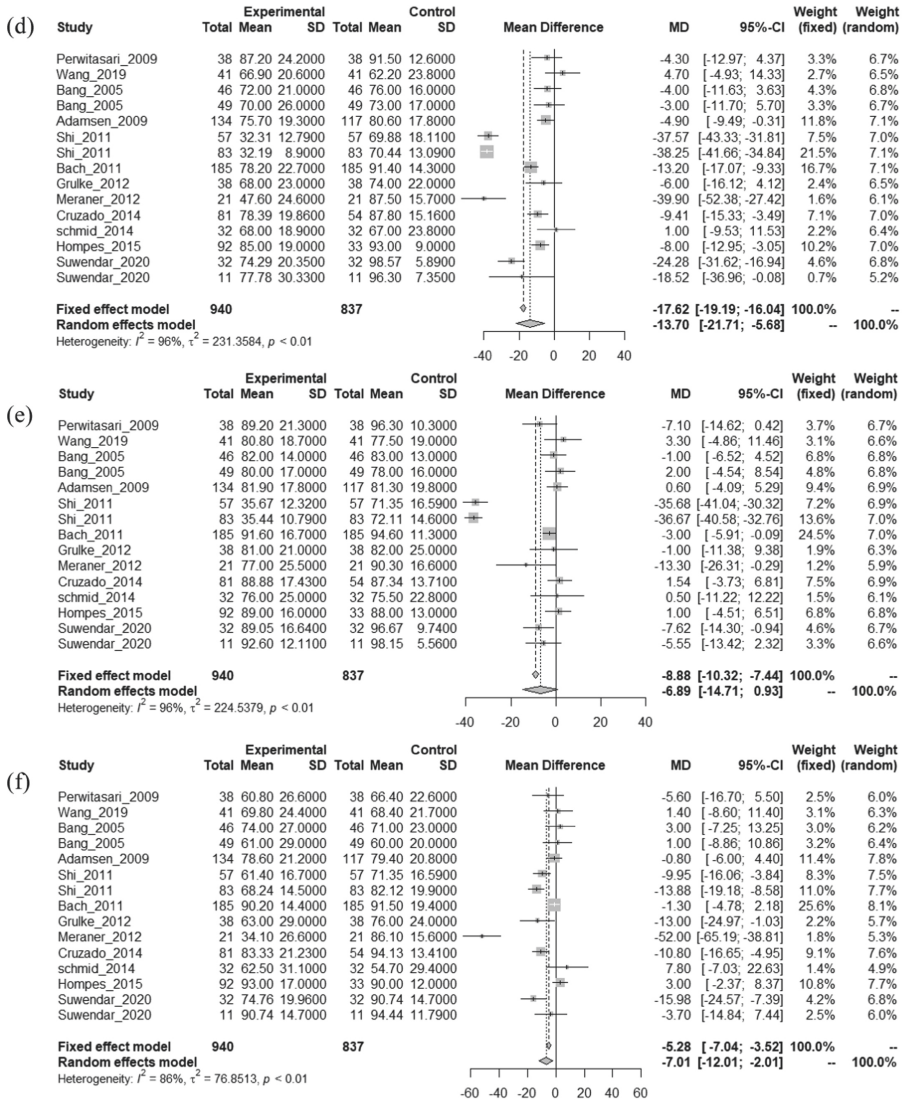 (d)
Experimental Control Weight Weight
Study Total Mean SD Total Mean SD Mean Difference MD 95%-CI (fixed) (random)
Perwitasari_2009 38 87.20 24.2000 38 91.50 12.6000 -4.30 [-12.97; 4.37] 3.3% 6.7%
Wang_2019 41 66.90 20.6000 41 62.20 23.8000 4.70 [-4.93; 14.33] 2.7% 6.6%
Bang_2005 46 72.00 21.0000 46 76.00 16.0000 -4.00 [-11.63; 3.63] 4.3% 6.8%
Bang_2005 49 70.00 26.0000 49 73.00 17.0000 -3.00 [-11.70; 5.70] 3.3% 6.7%
Adamsen_2009 134 75.70 19.3000 117 80.60 17.8000 -4.90 [ -9.49; -0.31] 11.8% 7.1%
Shi_2011 57 32.31 12.7900 57 69.88 18.1100 -37.57 [-43.33; -31.81] 7.5% 7.0%
Shi_2011 83 32.19 8.9000 83 70.44 13.0900 -38.25 [-41.66; -34.84] 21.5% 7.1%
Bach_2011 185 78.20 22.7000 185 91.40 14.3000 -13.20 [-17.07; -9.33] 16.7% 7.1%
Grulke_2012 38 68.00 23.0000 38 74.00 22.0000 -6.00 [-16.12; 4.12] 2.4% 6.5%
Meraner_2012 21 47.60 24.6000 21 87.50 15.7000 -39.90 [-52.38; -27.42] 1.6% 6.1%
Cruzado_2014 81 78.39 19.8600 54 87.80 15.1600 -9.41 [-15.33; -3.49] 7.1% 7.0%
schmid_2014 32 68.00 18.9000 32 67.00 23.8000 1.00 [-9.53; 11.53] 2.2% 6.4%
Hompes_2015 92 85.00 19.0000 33 93.00 9.0000 -8.00 [-12.95; -3.05] 10.2% 7.0%
Suwendar_2020 32 74.29 20.3500 32 98.57 5.8900 -24.28 [-31.62; -16.94] 4.6% 6.8%
Suwendar_2020 11 77.78 30.3300 11 96.30 7.3500 -18.52 [-36.96; -0.08] 0.7% 5.2%
Fixed effect model 940 837 -17.62 [-19.19; -16.04] 100.0% --
Random effects model -13.70 [-21.71; -5.68] -- 100.0%
Heterogeneity: I² = 96%, τ² = 231.3584, p < 0.01
-40 -20 0 20 40
(e)
Experimental Control Weight Weight
Study Total Mean SD Total Mean SD Mean Difference MD 95%-CI (fixed) (random)
Perwitasari_2009 38 89.20 21.3000 38 96.30 10.3000 -7.10 [-14.62; 0.42] 3.7% 6.7%
Wang_2019 41 80.80 18.7000 41 77.50 19.0000 3.30 [-4.86; 11.46] 3.1% 6.6%
Bang_2005 46 82.00 14.0000 46 83.00 13.0000 -1.00 [-6.52; 4.52] 6.8% 6.8%
Bang_2005 49 80.00 17.0000 49 78.00 16.0000 2.00 [-4.54; 8.54] 4.8% 6.8%
Adamsen_2009 134 81.90 17.8000 117 81.30 19.8000 0.60 [-4.09; 5.29] 9.4% 6.9%
Shi_2011 57 35.67 12.3200 57 71.35 16.5900 -35.68 [-41.04; -30.32] 7.2% 6.9%
Shi_2011 83 35.44 10.7900 83 72.11 14.6000 -36.67 [-40.58; -32.76] 13.6% 7.0%
Bach_2011 185 91.60 16.7000 185 94.60 11.3000 -3.00 [-5.91; -0.09] 24.5% 7.0%
Grulke_2012 38 81.00 21.0000 38 82.00 25.0000 -1.00 [-11.38; 9.38] 1.9% 6.3%
Meraner_2012 21 77.00 25.5000 21 90.30 16.6000 -13.30 [-26.31; -0.29] 1.2% 5.9%
Cruzado_2014 81 88.88 17.4300 54 87.34 13.7100 1.54 [-3.73; 6.81] 7.5% 6.9%
schmid_2014 32 76.00 25.0000 32 75.50 22.8000 0.50 [-11.22; 12.22] 1.5% 6.1%
Hompes_2015 92 89.00 16.0000 33 88.00 13.0000 1.00 [-4.51; 6.51] 6.8% 6.8%
Suwendar_2020 32 89.05 16.6400 32 96.67 9.7400 -7.62 [-14.30; -0.94] 4.6% 6.7%
Suwendar_2020 11 92.60 12.1100 11 98.15 5.5600 -5.55 [-13.42; 2.32] 3.3% 6.6%
Fixed effect model 940 837 -8.88 [-10.32; -7.44] 100.0% --
Random effects model -6.89 [-14.71; 0.93] -- 100.0%
Heterogeneity: I² = 96%, τ² = 224.5379, p < 0.01
-40 -20 0 20 40
(f)
Experimental Control Weight Weight
Study Total Mean SD Total Mean SD Mean Difference MD 95%-CI (fixed) (random)
Perwitasari_2009 38 60.80 26.6000 38 66.40 22.6000 -5.60 [-16.70; 5.50] 2.5% 6.0%
Wang_2019 41 69.80 24.4000 41 68.40 21.7000 1.40 [-8.60; 11.40] 3.1% 6.3%
Bang_2005 46 74.00 27.0000 46 71.00 23.0000 3.00 [-7.25; 13.25] 3.0% 6.2%
Bang_2005 49 61.00 29.0000 49 60.00 20.0000 1.00 [-8.86; 10.86] 3.2% 6.4%
Adamsen_2009 134 78.60 21.2000 117 79.40 20.8000 -0.80 [-6.00; 4.40] 11.4% 7.8%
Shi_2011 57 61.40 16.7000 57 71.35 16.5900 -9.95 [-16.06; -3.84] 8.3% 7.5%
Shi_2011 83 68.24 14.5000 83 82.12 19.9000 -13.88 [-19.18; -8.58] 11.0% 7.7%
Bach_2011 185 90.20 14.4000 185 91.50 19.4000 -1.30 [-4.78; 2.18] 25.6% 8.1%
Grulke_2012 38 63.00 29.0000 38 76.00 24.0000 -13.00 [-24.97; -1.03] 2.2% 5.7%
Meraner_2012 21 34.10 26.6000 21 86.10 15.6000 -52.00 [-65.19; -38.81] 1.8% 5.3%
Cruzado_2014 81 83.33 21.2300 54 94.13 13.4100 -10.80 [-16.65; -4.95] 9.1% 7.6%
schmid_2014 32 62.50 31.1000 32 54.70 29.4000 7.80 [-7.03; 22.63] 1.4% 4.9%
Hompes_2015 92 93.00 17.0000 33 90.00 12.0000 3.00 [-2.37; 8.37] 10.8% 7.7%
Suwendar_2020 32 74.76 19.9600 32 90.74 14.7000 -15.98 [-24.57; -7.39] 4.2% 6.8%
Suwendar_2020 11 90.74 14.7000 11 94.44 11.7900 -3.70 [-14.84; 7.44] 2.5% 6.0%
Fixed effect model 940 837 -5.28 [-7.04; -3.52] 100.0% --
Random effects model -7.01 [-12.01; -2.01] -- 100.0%
Heterogeneity: I² = 86%, τ² = 76.8513, p < 0.01
-60 -40 -20 0 20 40 60